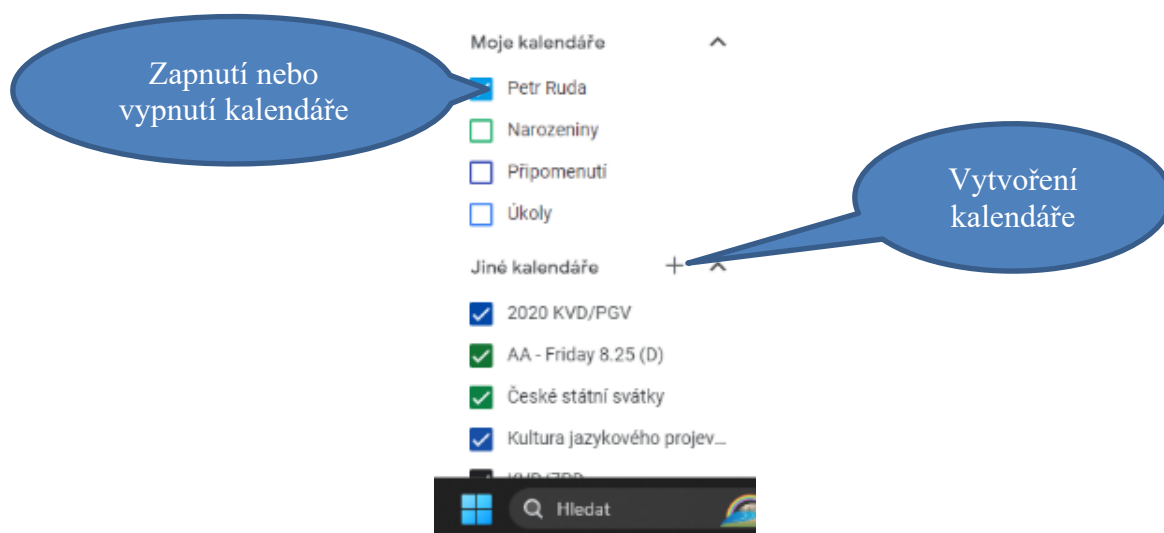 Zapnutí nebo
vypnutí kalendáře
Moje kalendáře
Petr Ruda
Narozeniny
Připomenutí
Úkoly
Vytvoření
kalendáře
Jiné kalendáře
2020 KVD/PGV
AA - Friday 8.25 (D)
České státní svátky
Kultura jazykového projev...
Hledat